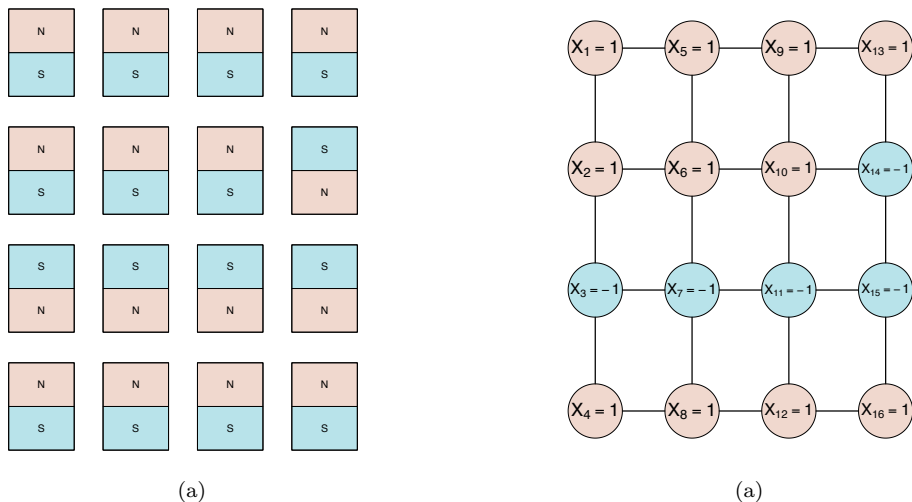 N N N N
S S S S
N N N S
S S S N
S S S S
N N N N
N N N N
S S S S
(a)
X1 = 1 X5 = 1 X9 = 1 X13 = 1
X2 = 1 X6 = 1 X10 = 1 X14 = −1
X3 = −1 X7 = −1 X11 = −1 X15 = −1
X4 = 1 X8 = 1 X12 = 1 X16 = 1
(a)